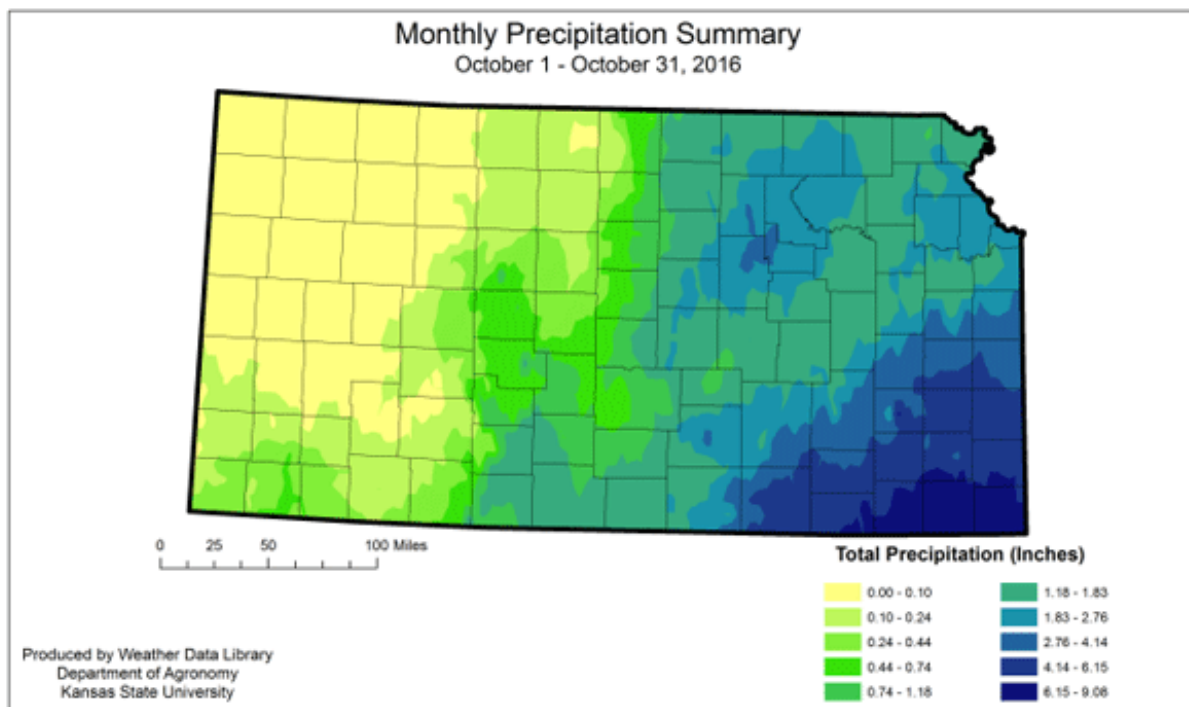 Monthly Precipitation Summary
October 1 - October 31, 2016
0 25 50 100 Miles
Total Precipitation (Inches)
0.00 - 0.10
0.10 - 0.24
0.24 - 0.44
0.44 - 0.74
0.74 - 1.18
1.18 - 1.83
1.83 - 2.76
2.76 - 4.14
4.14 - 6.15
6.15 - 9.08
Produced by Weather Data Library
Department of Agronomy
Kansas State University